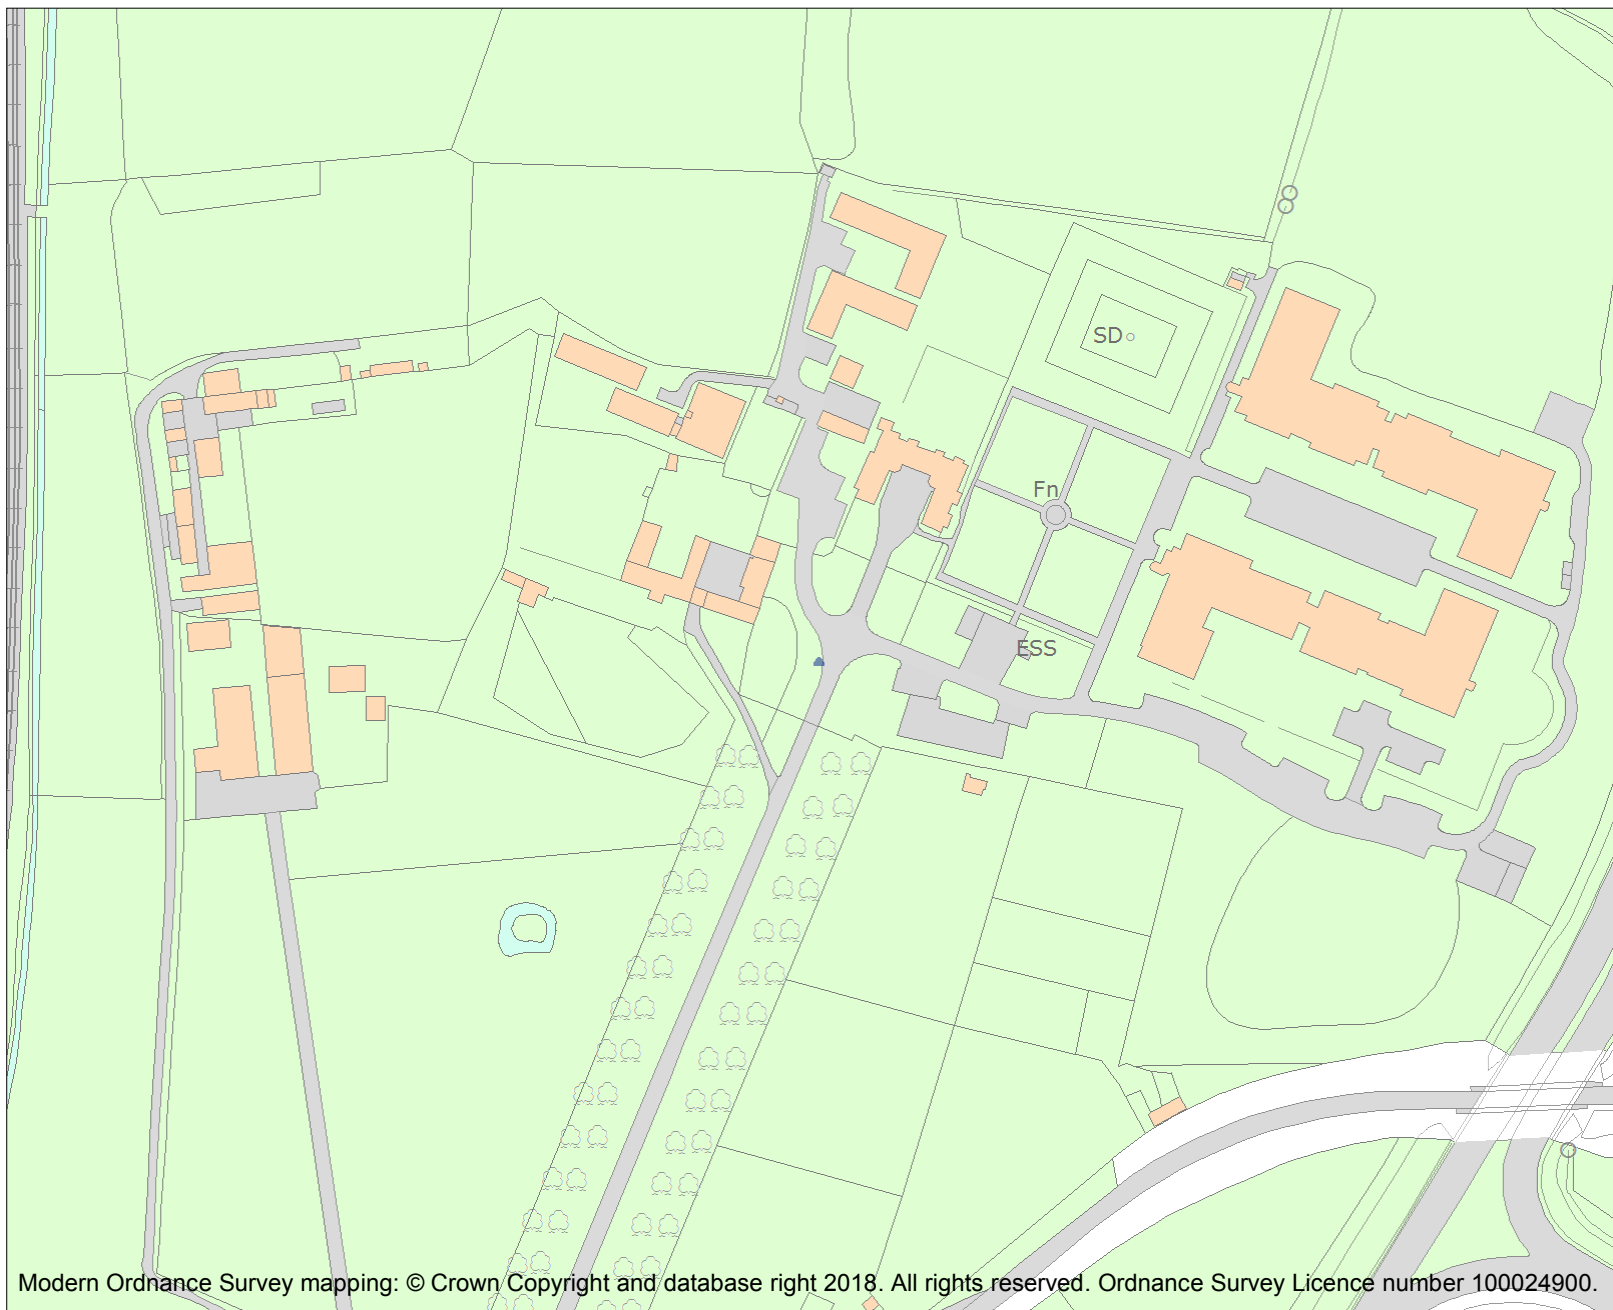 SD
Fn
ESS
Modern Ordnance Survey mapping: © Crown Copyright and database right 2018. All rights reserved. Ordnance Survey Licence number 100024900.